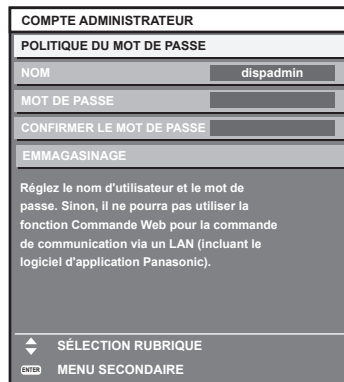 COMPTE ADMINISTRATEUR
POLITIQUE DU MOT DE PASSE
NOM dispadmin
MOT DE PASSE
CONFIRMER LE MOT DE PASSE
EMMAGASINAGE
Réglez le nom d'utilisateur et le mot de
passe. Sinon, il ne pourra pas utiliser la
fonction Commande Web pour la commande
de communication via un LAN (incluant le
logiciel d'application Panasonic).
SÉLECTION RUBRIQUE
ENTER MENU SECONDAIRE